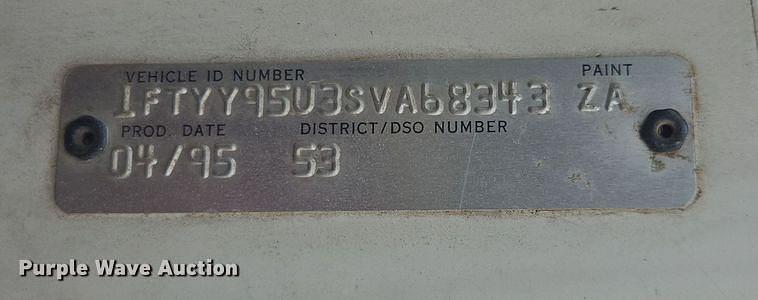 VEHICLE ID NUMBER PAINT
1FTYY95U3SVA68343 ZA
PROD. DATE DISTRICT/DSO NUMBER
04/95 53
Purple Wave Auction